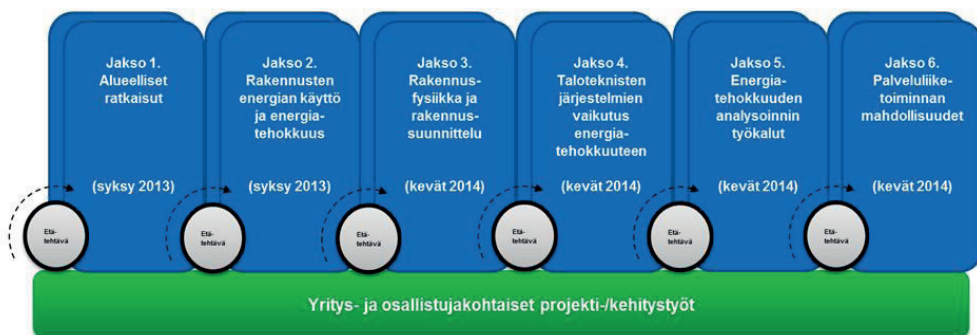 Jakso 1.
Alueelliset
ratkaisut
(syksy 2013)
Jakso 2.
Rakennusten
energian käyttö
ja energia-
tehokkuus
(syksy 2013)
Jakso 3.
Rakennus-
fysiikka ja
rakennus-
suunnittelu
(kevät 2014)
Jakso 4.
Taloteknisten
järjestelmien
vaikutus
energia-
tehokkuuteen
(kevät 2014)
Jakso 5.
Energia-
tehokkuuden
analysoinnin
työkalut
(kevät 2014)
Jakso 6.
Palveluliike-
toiminnan
mahdollisuudet
(kevät 2014)
Etä-
tehtävä
Etä-
tehtävä
Etä-
tehtävä
Etä-
tehtävä
Etä-
tehtävä
Etä-
tehtävä
Yritys- ja osallistujakohtaiset projekti-/kehitystyöt